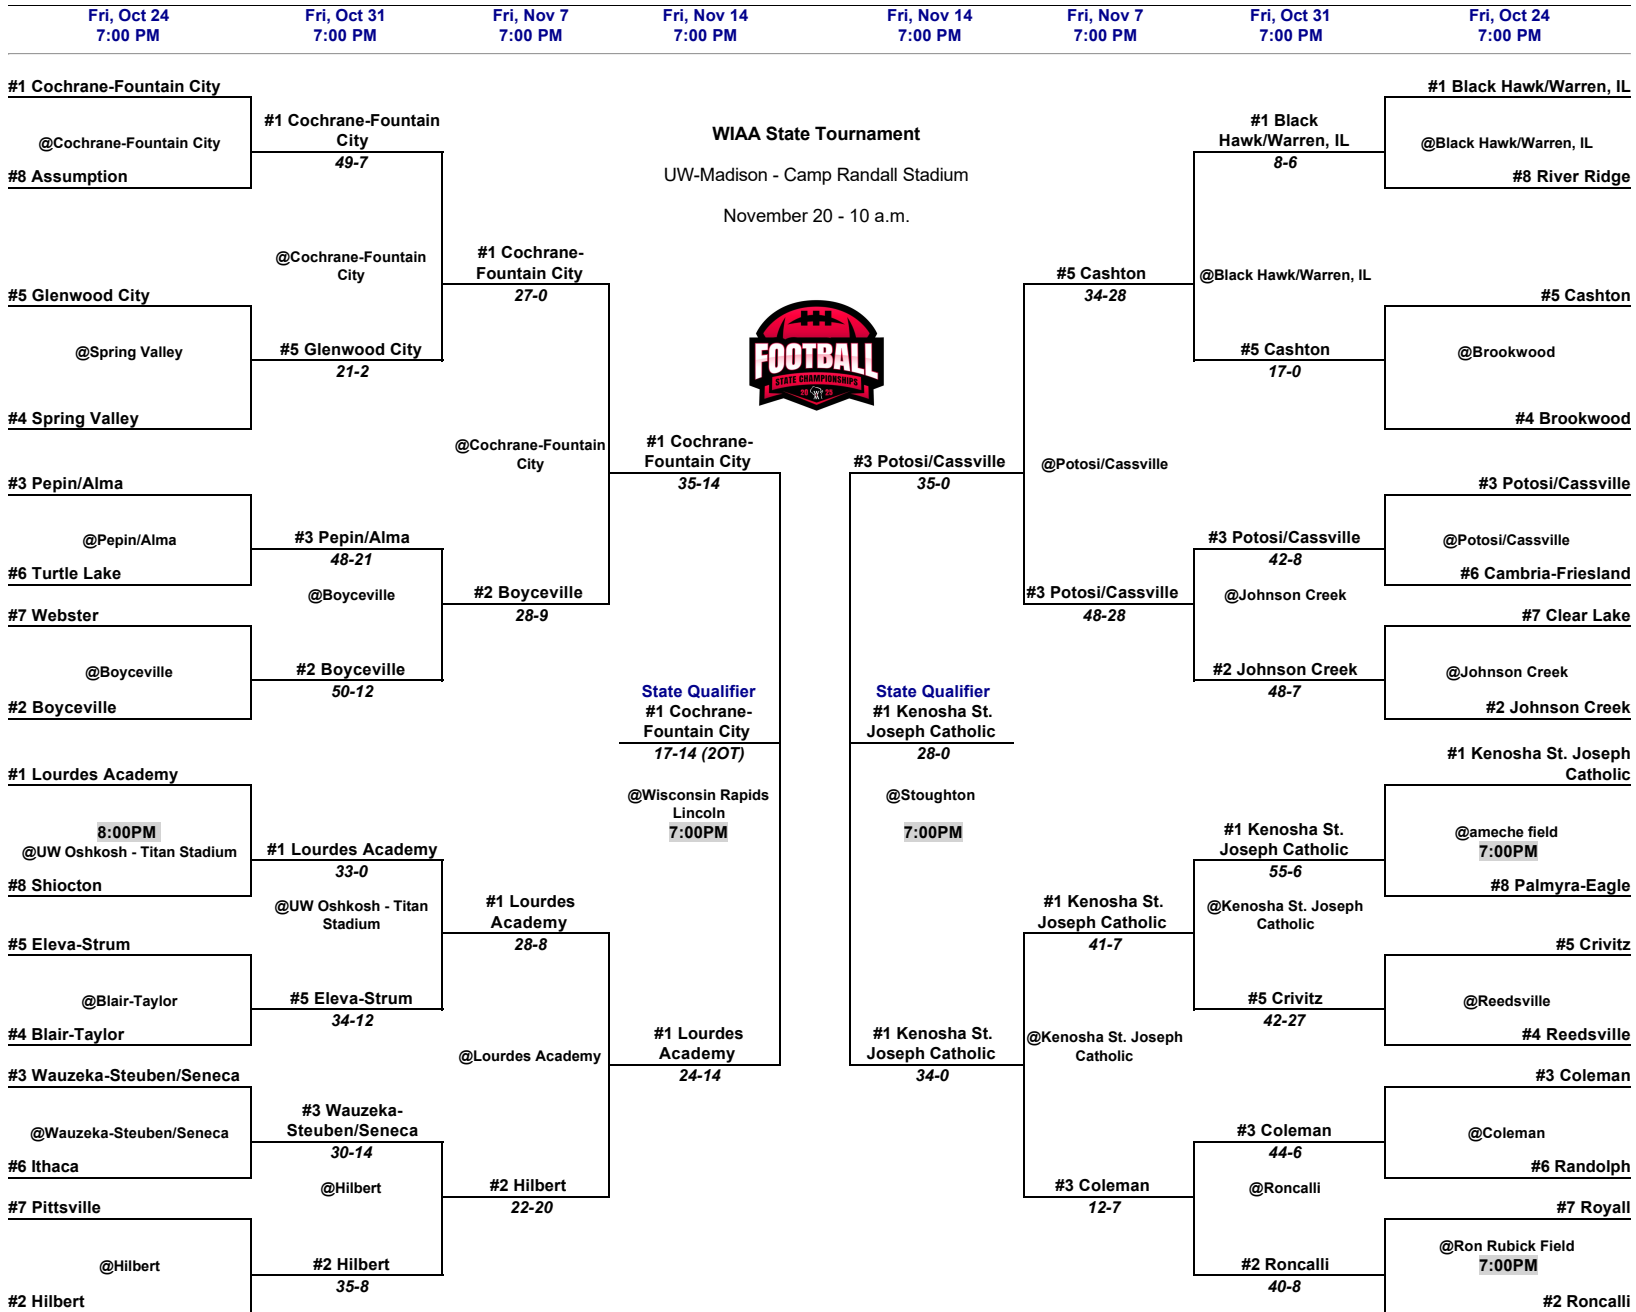 Fri, Oct 24
7:00 PM
Fri, Oct 31
7:00 PM
Fri, Nov 7
7:00 PM
Fri, Nov 14
7:00 PM
Fri, Nov 14
7:00 PM
Fri, Nov 7
7:00 PM
Fri, Oct 31
7:00 PM
Fri, Oct 24
7:00 PM
#1 Cochrane-Fountain City
@Cochrane-Fountain City
#8 Assumption
#5 Glenwood City
@Spring Valley
#4 Spring Valley
#3 Pepin/Alma
@Pepin/Alma
#6 Turtle Lake
#7 Webster
@Boyceville
#2 Boyceville
#1 Lourdes Academy
8:00PM
@UW Oshkosh - Titan Stadium
#8 Shiocton
#5 Eleva-Strum
@Blair-Taylor
#4 Blair-Taylor
#3 Wauzeka-Steuben/Seneca
@Wauzeka-Steuben/Seneca
#6 Ithaca
#7 Pittsville
@Hilbert
#2 Hilbert
#1 Cochrane-Fountain
City
49-7
@Cochrane-Fountain
City
#5 Glenwood City
21-2
#3 Pepin/Alma
48-21
@Boyceville
#2 Boyceville
50-12
#1 Lourdes Academy
33-0
@UW Oshkosh - Titan
Stadium
#5 Eleva-Strum
34-12
#3 Wauzeka-
Steuben/Seneca
30-14
@Hilbert
#2 Hilbert
35-8
#1 Cochrane-
Fountain City
27-0
@Cochrane-Fountain
City
#2 Boyceville
28-9
#1 Lourdes
Academy
28-8
@Lourdes Academy
#2 Hilbert
22-20
#1 Cochrane-
Fountain City
35-14
State Qualifier
#1 Cochrane-
Fountain City
17-14 (2OT)
@Wisconsin Rapids
Lincoln
7:00PM
#1 Lourdes
Academy
24-14
WIAA State Tournament
UW-Madison - Camp Randall Stadium
November 20 - 10 a.m.
FOOTBALL
STATE CHAMPIONSHIPS
20 25
#3 Potosi/Cassville
35-0
State Qualifier
#1 Kenosha St.
Joseph Catholic
28-0
@Stoughton
7:00PM
#1 Kenosha St.
Joseph Catholic
34-0
#5 Cashton
34-28
@Potosi/Cassville
#3 Potosi/Cassville
48-28
#1 Kenosha St.
Joseph Catholic
41-7
@Kenosha St. Joseph
Catholic
#3 Coleman
12-7
#1 Black
Hawk/Warren, IL
8-6
@Black Hawk/Warren, IL
#5 Cashton
17-0
#3 Potosi/Cassville
42-8
@Johnson Creek
#2 Johnson Creek
48-7
#1 Kenosha St.
Joseph Catholic
55-6
@Kenosha St. Joseph
Catholic
#5 Crivitz
42-27
#3 Coleman
44-6
@Roncalli
#2 Roncalli
40-8
#1 Black Hawk/Warren, IL
@Black Hawk/Warren, IL
#8 River Ridge
#5 Cashton
@Brookwood
#4 Brookwood
#3 Potosi/Cassville
@Potosi/Cassville
#6 Cambria-Friesland
#7 Clear Lake
@Johnson Creek
#2 Johnson Creek
#1 Kenosha St. Joseph
Catholic
@ameche field
7:00PM
#8 Palmyra-Eagle
#5 Crivitz
@Reedsville
#4 Reedsville
#3 Coleman
@Coleman
#6 Randolph
#7 Royall
@Ron Rubick Field
7:00PM
#2 Roncalli